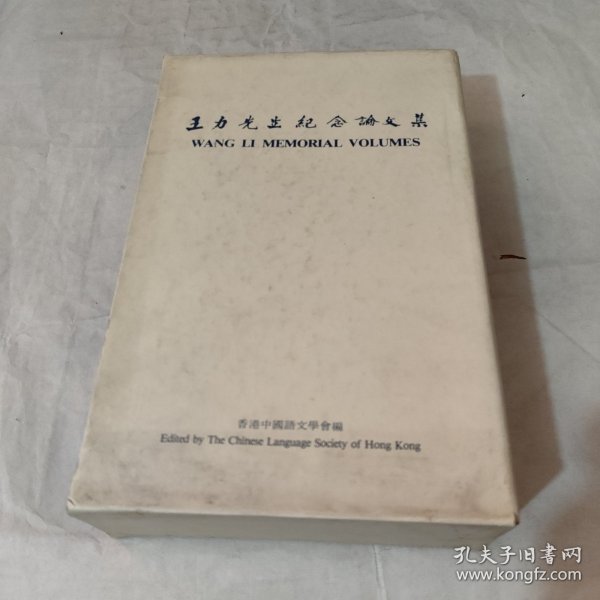 王力先生紀念論文集
WANG LI MEMORIAL VOLUMES
香港中國語文學會編
Edited by The Chinese Language Society of Hong Kong
孔夫子旧书网
www.kongfz.com